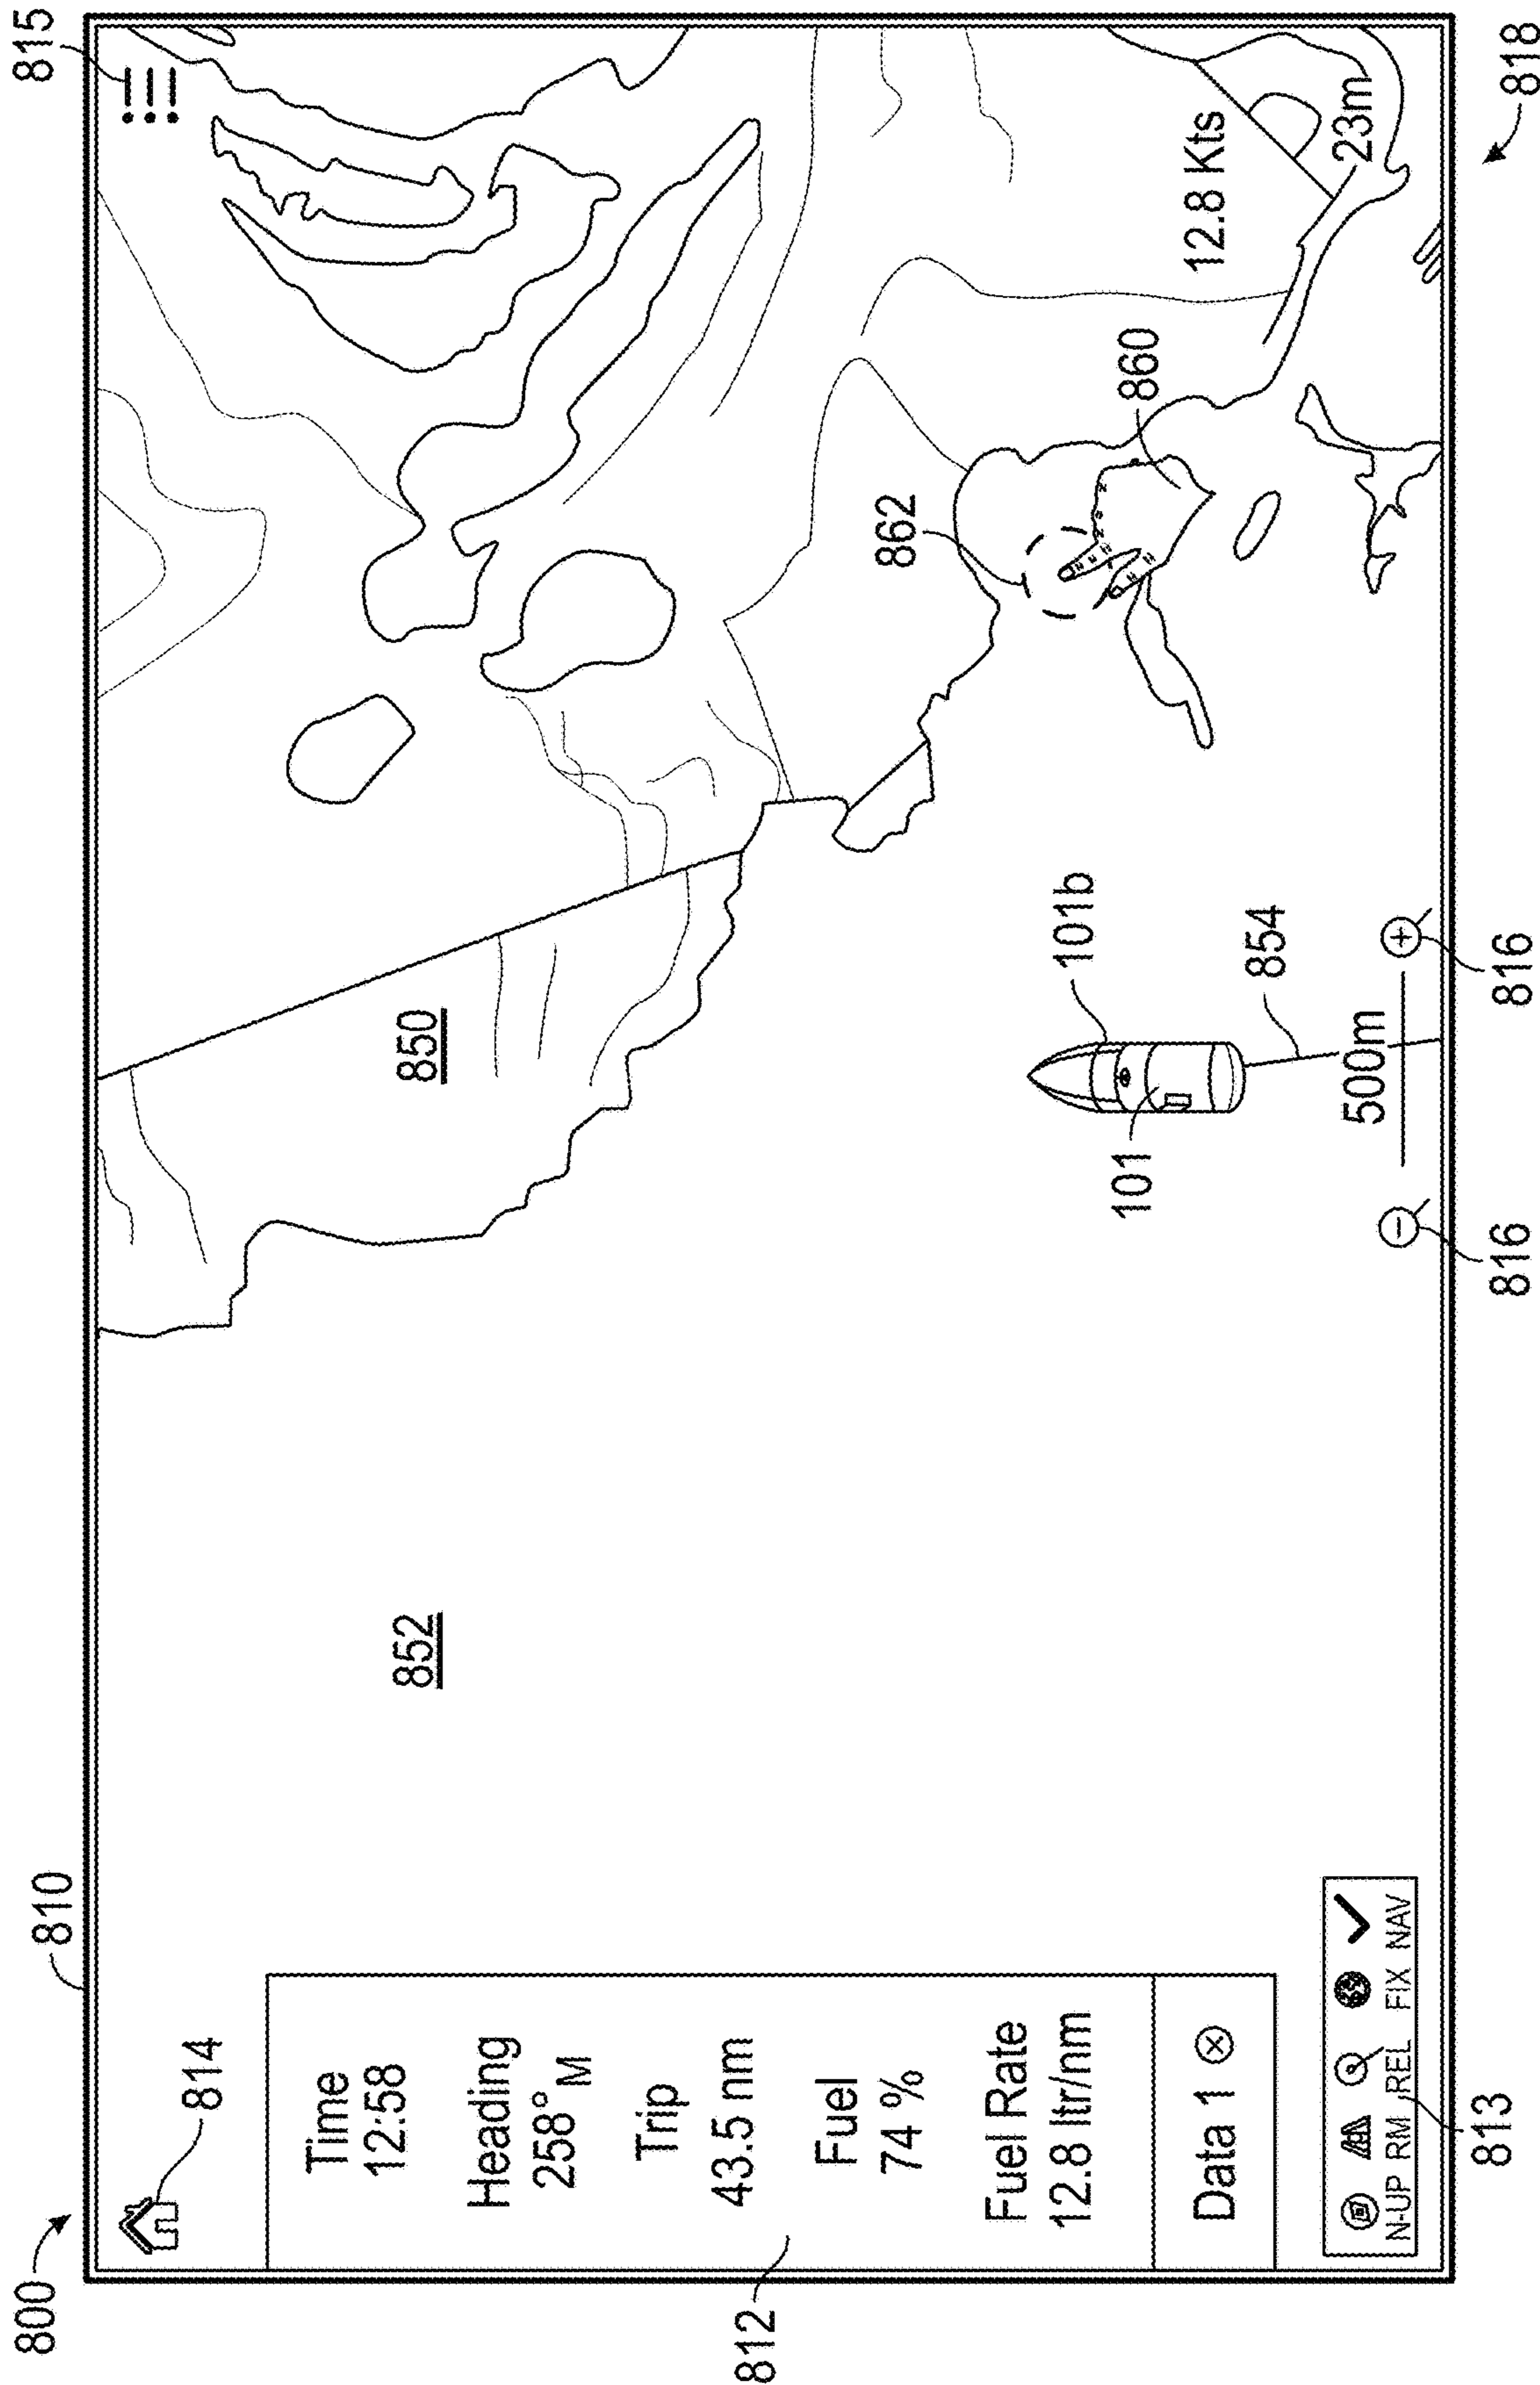 800
810
815
814
Time
12:58
Heading
258° M
Trip
43.5 nm
Fuel
74 %
Fuel Rate
12.8 ltr/nm
Data 1
812
N-UP RM REL FIX NAV
813
852
850
862
860
101b
101
854
500m
816
816
12.8 Kts
23m
818